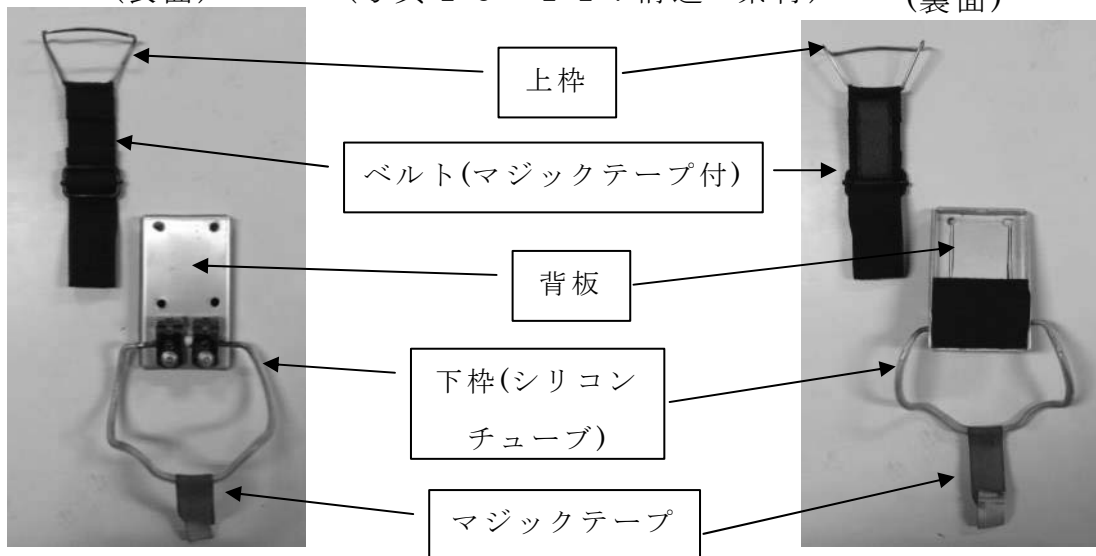 上枠
ベルト(マジックテープ付)
背板
下枠(シリコン
チューブ)
マジックテープ